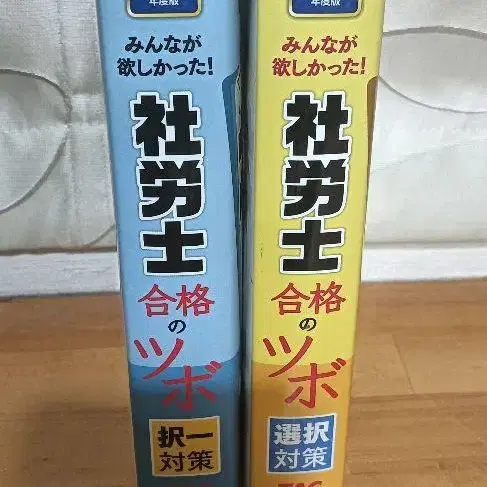 年度版
みんなが
欲しかった!
社労士
合格の
ツボ
択一
対策
年度版
みんなが
欲しかった!
社労士
合格の
ツボ
選択
対策
TAC